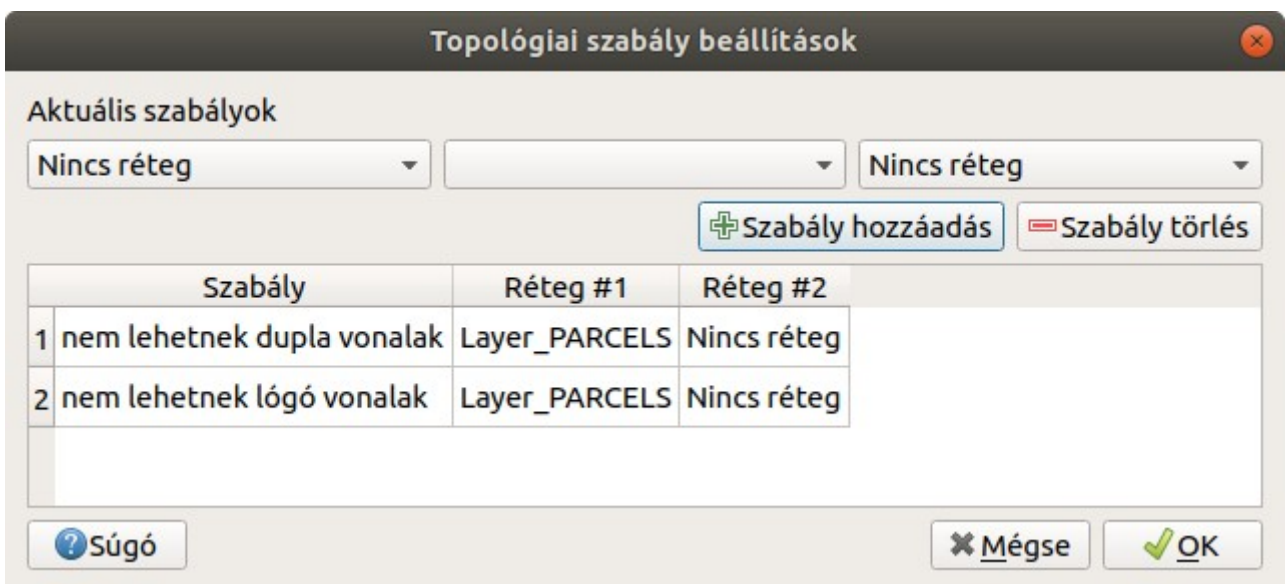 Topológiai szabály beállítások
Aktuális szabályok
Nincs réteg Nincs réteg
Szabály hozzáadás Szabály törlés
Szabály Réteg #1 Réteg #2
1 nem lehetnek dupla vonalak Layer_PARCELS Nincs réteg
2 nem lehetnek lógó vonalak Layer_PARCELS Nincs réteg
Súgó Mégse OK